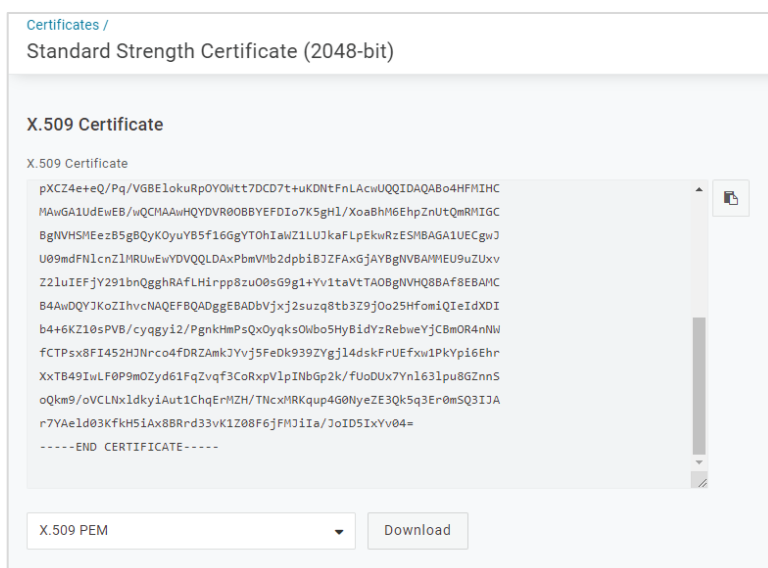 Certificates /
Standard Strength Certificate (2048-bit)
X.509 Certificate
X.509 Certificate
pXCZ4e+eQ/Pq/VGBElokuRpOYOWtt7DCD7t+uKDNtFnLAcwUQQIDAQABo4HFMIHC
MAwGA1UdEwEB/wQCMAAwHQYDVR0OBBYEFDIo7K5gHl/XoaBhM6EhpZnUtQmRMIGC
BgNVHSMEezB5gBQyKOyuYB5f16GgYTOhIaWZ1LUJkaFLpEkwRzESMBAGA1UECgwJ
U09mdFNlcnZlMRUwEwYDVQQLDAxPbmVMb2dpbiBJZFAxGjAYBgNVBAMMEU9uZUxv
Z2luIEFjY291bnQgghRAfLHirpp8zuO0sG9g1+Yv1taVtTAOBgNVHQ8BAf8EBAMC
B4AwDQYJKoZIhvcNAQEFBQADggEBADbVjxj2suzq8tb3Z9jOo25HfomiQIeIdXDI
b4+6KZ10sPVB/cyqgyi2/PgnkHmPsQxOyqksOWbo5HyBidYzRebweYjCBmOR4nNW
fCTPsx8FI452HJNrco4fDRZAmkJYvj5FeDk939ZYgjl4dskFrUEfxw1PkYpi6Ehr
XxTB49IwLF0P9mOZyd61FqZvqf3CoRxpVlpINbGp2k/fUoDUx7Ynl63lpu8GZnnS
oQkm9/oVCLNxldkyiAut1ChqErMZH/TNcxMRKqup4G0NyeZE3Qk5q3Er0mSQ3IJA
r7YAeld03KfkH5iAx8BRrd33vK1Z08F6jFMJiIa/JoID5IxYv04=
-----END CERTIFICATE-----
X.509 PEM
Download